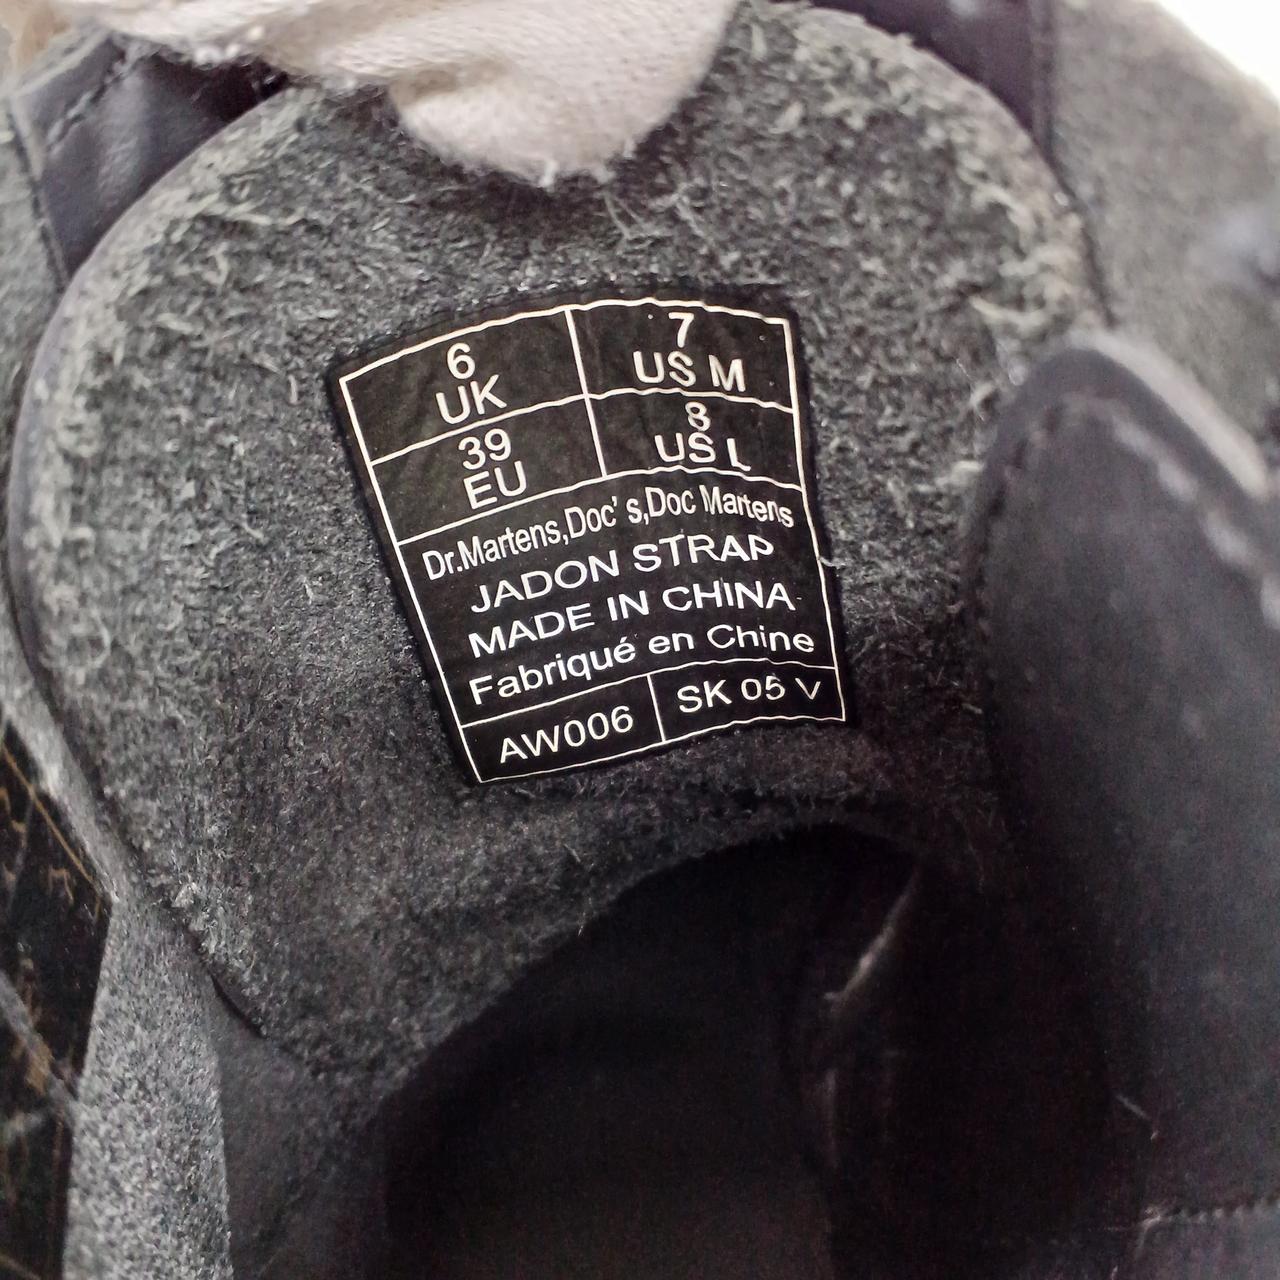 6
UK
7
US M
39
EU
8
US L
Dr.Martens,Doc's,Doc Martens
JADON STRAP
MADE IN CHINA
Fabriqué en Chine
AW006
SK 05 V